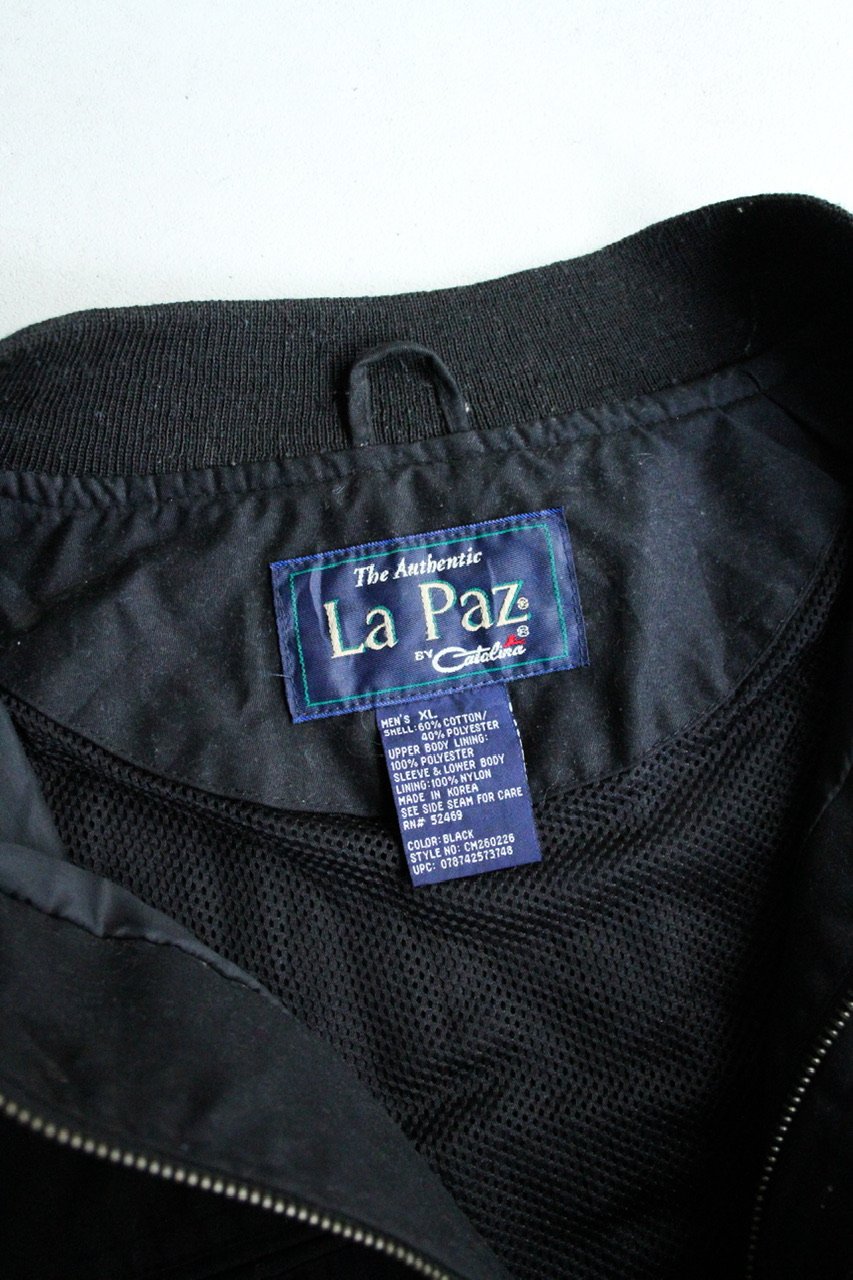 The Authentic
La Paz®
BY Catalina®
MEN'S XL
SHELL: 60% COTTON/
40% POLYESTER
UPPER BODY LINING:
100% POLYESTER
SLEEVE & LOWER BODY
LINING: 100% NYLON
MADE IN KOREA
SEE SIDE SEAM FOR CARE
RN# 52469
COLOR: BLACK
STYLE NO: CM260226
UPC: 078742573748